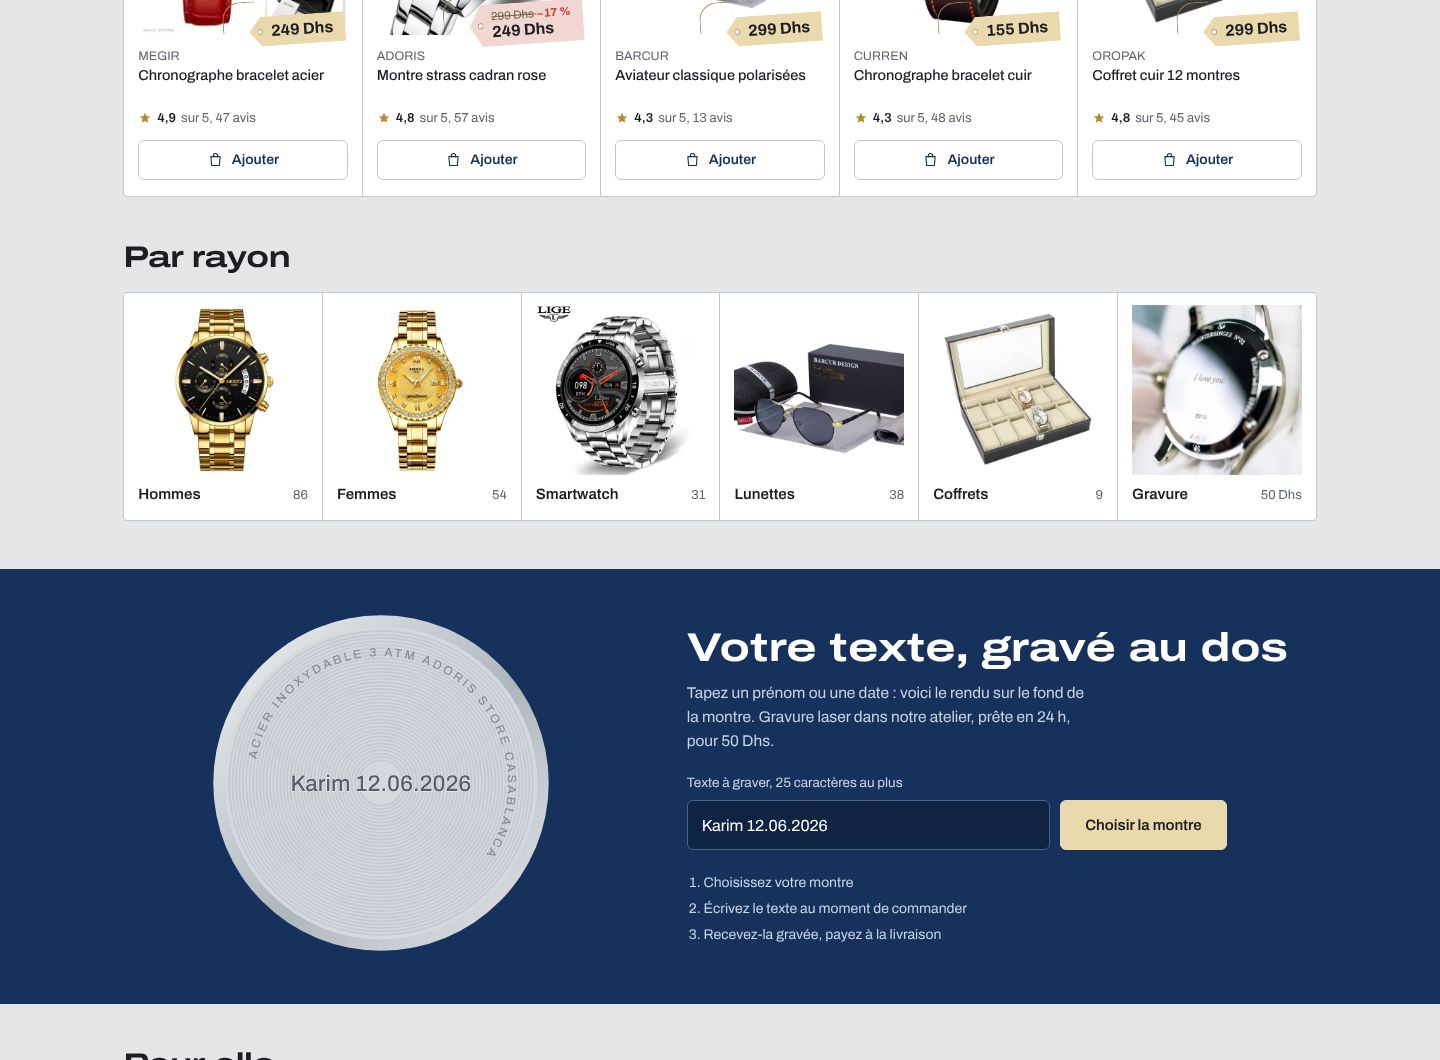 249 Dhs
299 Dhs -17 %
249 Dhs
299 Dhs
155 Dhs
299 Dhs
MEGIR
Chronographe bracelet acier
4,9 sur 5, 47 avis
Ajouter
ADORIS
Montre strass cadran rose
4,8 sur 5, 57 avis
Ajouter
BARCUR
Aviateur classique polarisées
4,3 sur 5, 13 avis
Ajouter
CURREN
Chronographe bracelet cuir
4,3 sur 5, 48 avis
Ajouter
OROPAK
Coffret cuir 12 montres
4,8 sur 5, 45 avis
Ajouter
Par rayon
LIGE
BARCUR DESIGN
I love you.
Hommes 86
Femmes 54
Smartwatch 31
Lunettes 38
Coffrets 9
Gravure 50 Dhs
ACIER INOXYDABLE 3 ATM ADORIS STORE CASABLANCA
Karim 12.06.2026
Votre texte, gravé au dos
Tapez un prénom ou une date : voici le rendu sur le fond de
la montre. Gravure laser dans notre atelier, prête en 24 h,
pour 50 Dhs.
Texte à graver, 25 caractères au plus
Karim 12.06.2026
Choisir la montre
1. Choisissez votre montre
2. Écrivez le texte au moment de commander
3. Recevez-la gravée, payez à la livraison